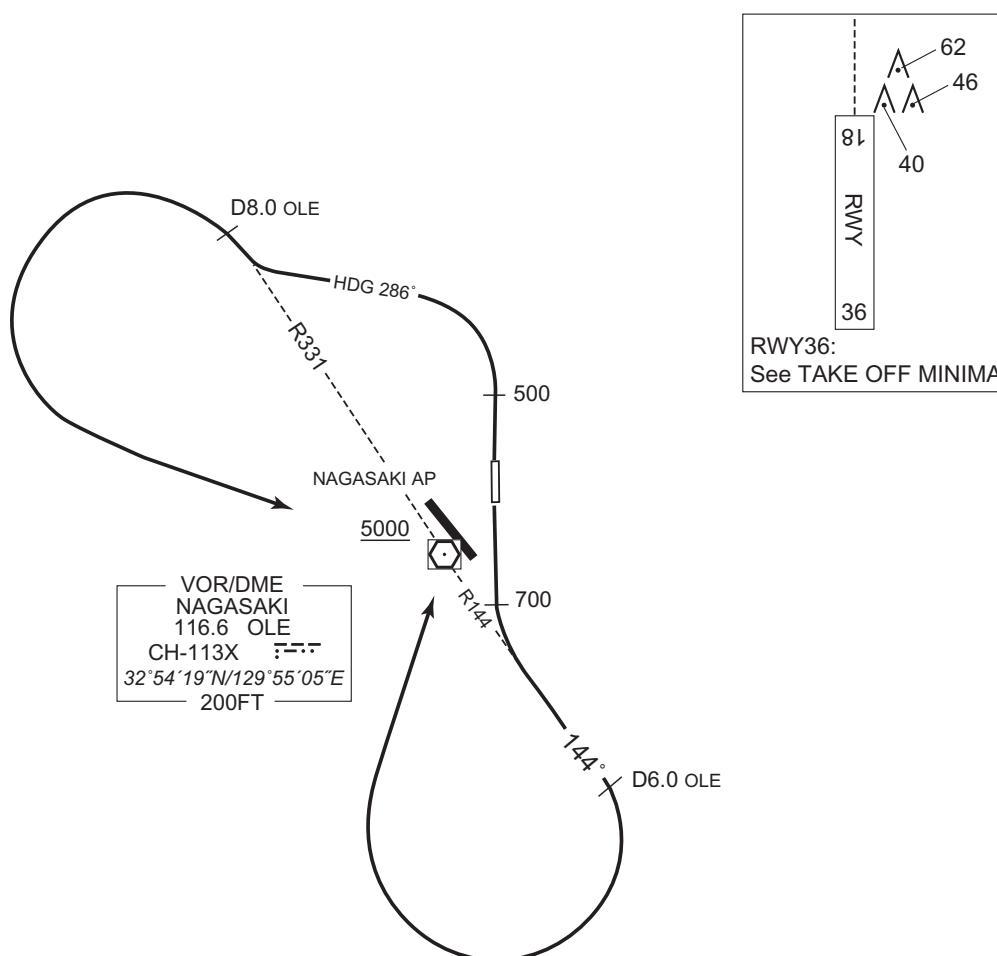 62
46
40
18
RWY
36
RWY36:
See TAKE OFF MINIMA
D8.0 OLE
HDG 286°
R331
500
NAGASAKI AP
5000
R144
700
VOR/DME
NAGASAKI
116.6 OLE
CH-113X
32°54′19″N/129°55′05″E
200FT
144°
D6.0 OLE